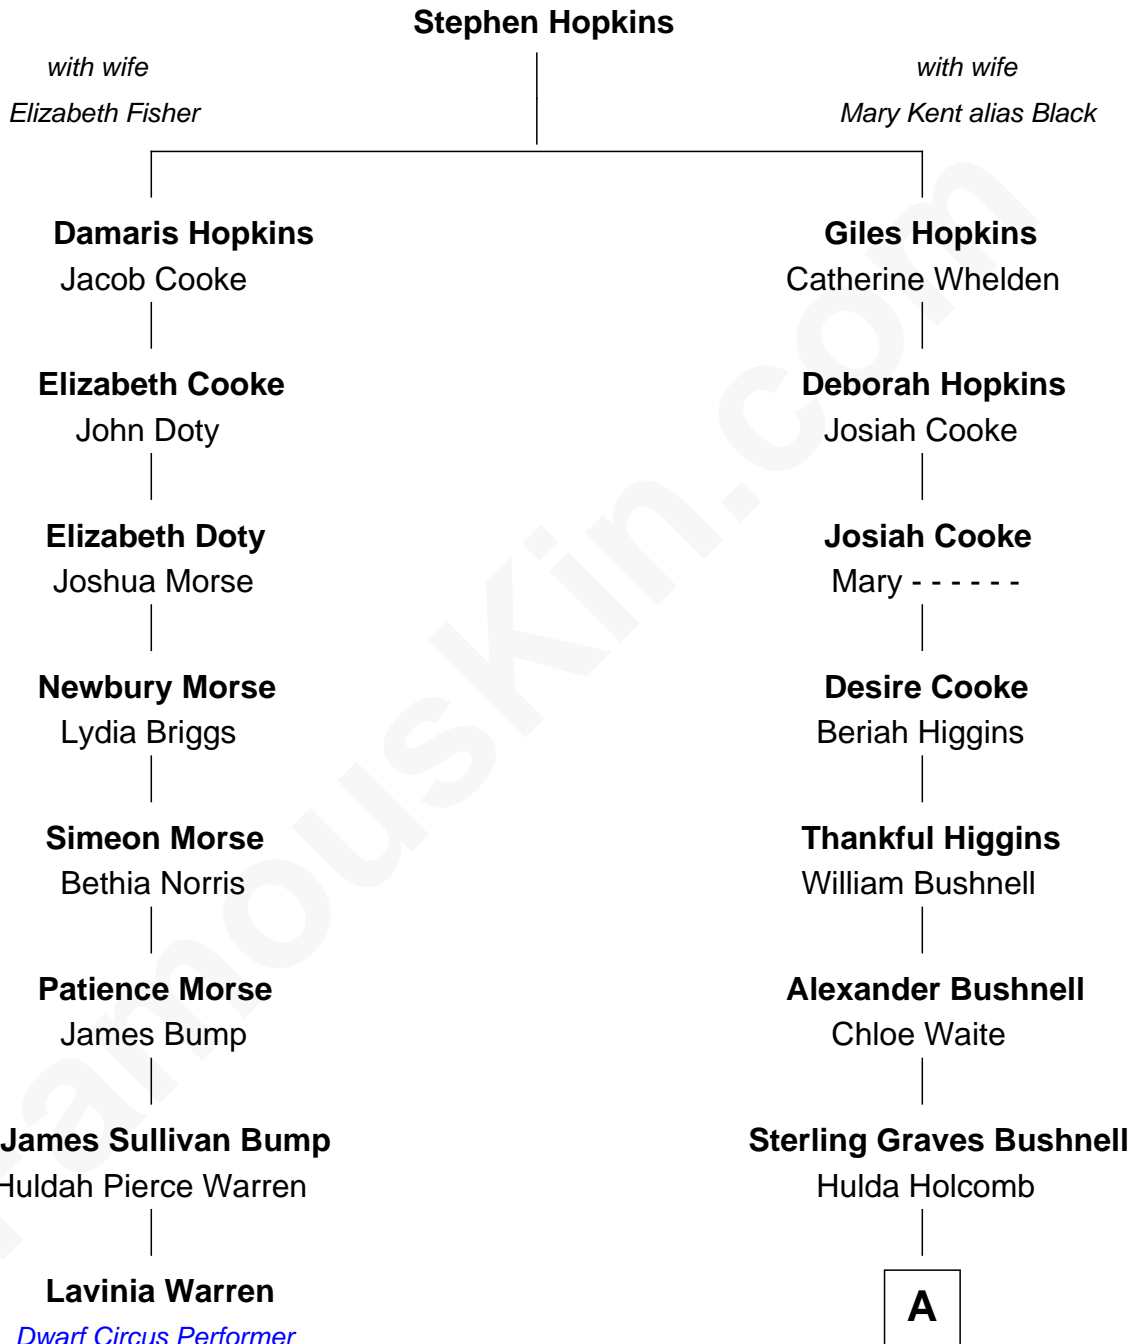 Stephen Hopkins
with wife
Elizabeth Fisher
with wife
Mary Kent alias Black
Damaris Hopkins
Jacob Cooke
Giles Hopkins
Catherine Whelden
Elizabeth Cooke
John Doty
Deborah Hopkins
Josiah Cooke
Elizabeth Doty
Joshua Morse
Josiah Cooke
Mary - - - - - -
Newbury Morse
Lydia Briggs
Desire Cooke
Beriah Higgins
Simeon Morse
Bethia Norris
Thankful Higgins
William Bushnell
Patience Morse
James Bump
Alexander Bushnell
Chloe Waite
James Sullivan Bump
Huldah Pierce Warren
Sterling Graves Bushnell
Hulda Holcomb
Lavinia Warren
Dwarf Circus Performer
A
FamousKin.com